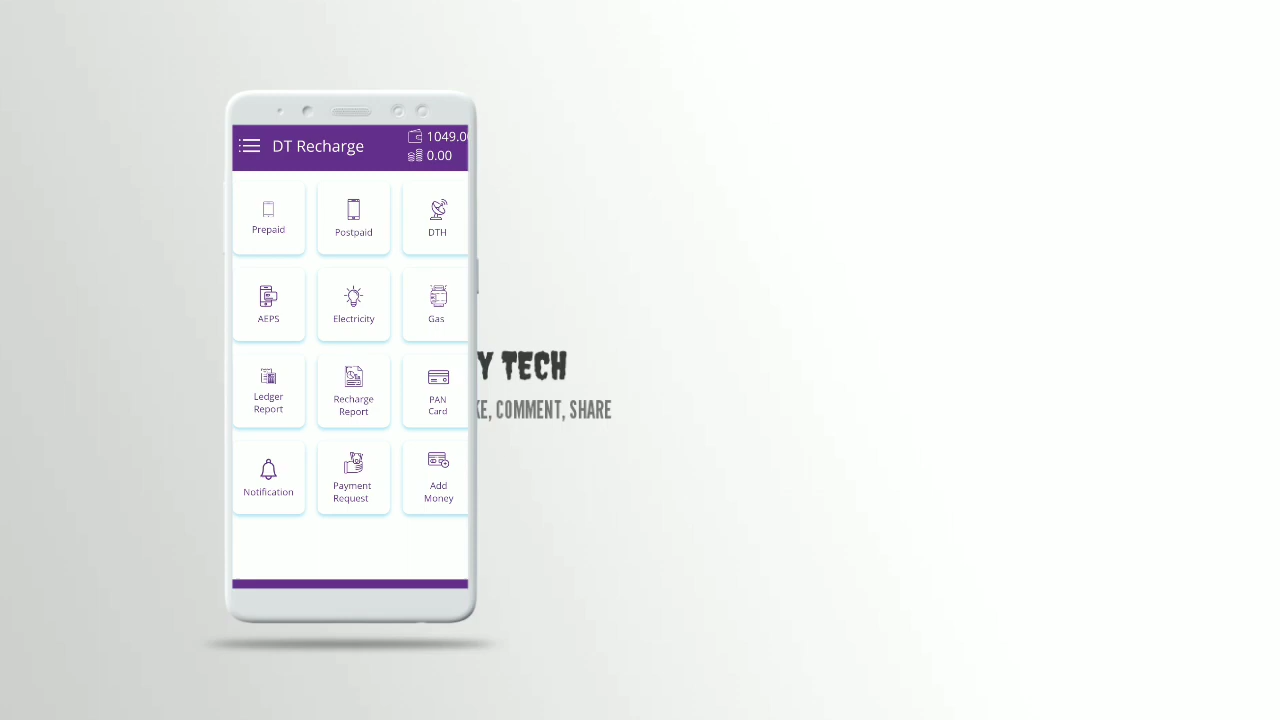 DT Recharge
1049.0
0.00
Prepaid
Postpaid
DTH
AEPS
Electricity
Gas
Ledger
Report
Recharge
Report
PAN
Card
Notification
Payment
Request
Add
Money
Y TECH
KE, COMMENT, SHARE